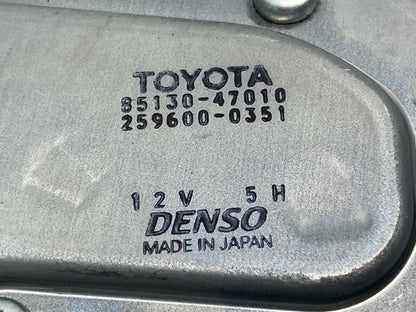 TOYOTA
85130-47010
259600-0351
12V 5H
DENSO
MADE IN JAPAN